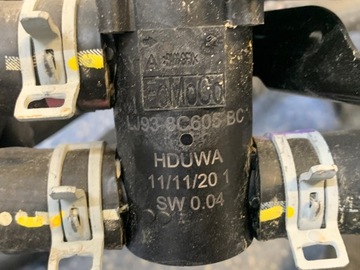 A
FoMoCo
LJ93-8C605-BC
HDUWA
11/11/20 1
SW 0.04